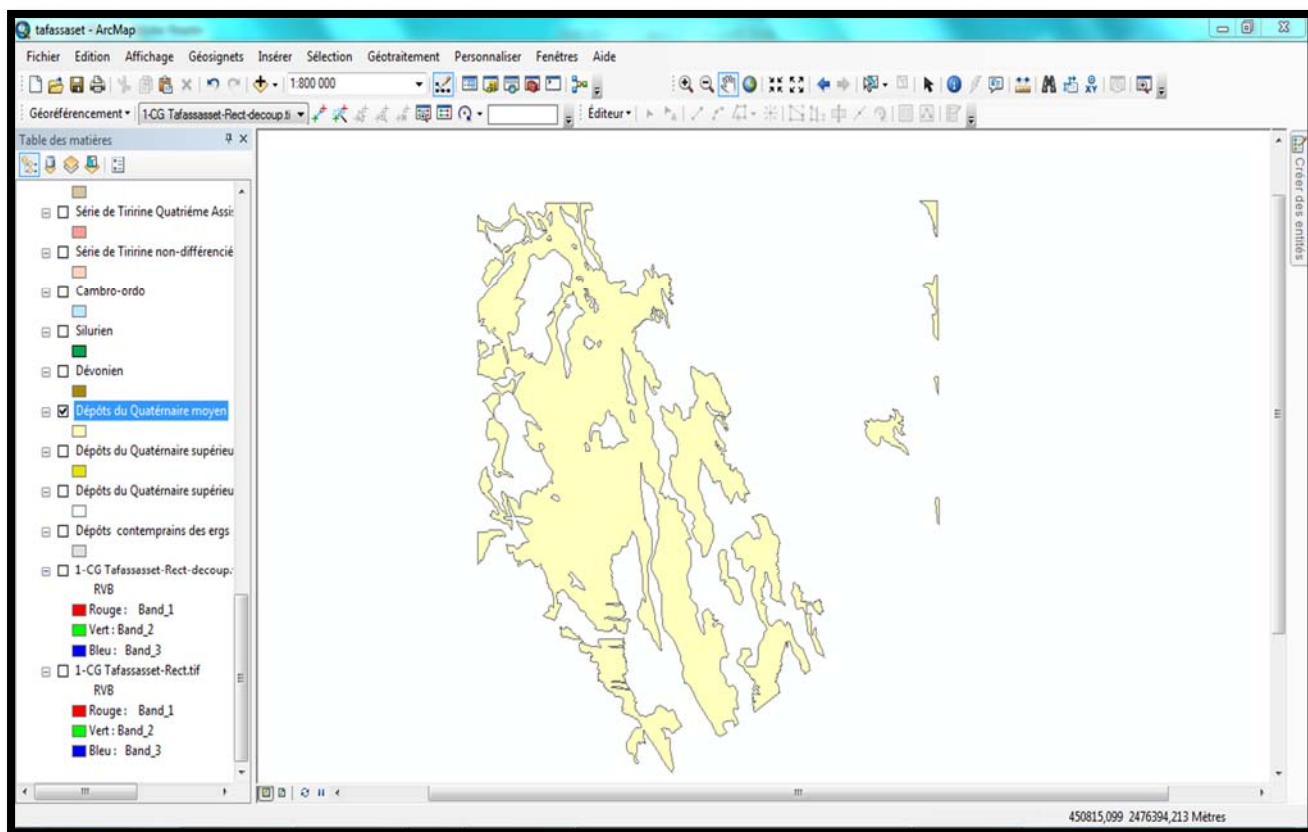 tafassaset - ArcMap
Fichier Edition Affichage Géosignets Insérer Sélection Géotraitement Personnaliser Fenêtres Aide
1:800 000
Géoréférencement 1-CG Tafassasset-Rect-decoup.ti Éditeur
Table des matières
Série de Tiririne Quatriéme Assi
Série de Tiririne non-différencié
Cambro-ordo
Silurien
Dévonien
Dépôts du Quatérnaire moyen
Dépôts du Quatérnaire supérieu
Dépôts du Quatérnaire supérieu
Dépôts contemprains des ergs
1-CG Tafassasset-Rect-decoup.
RVB
Rouge : Band_1
Vert : Band_2
Bleu : Band_3
1-CG Tafassasset-Rect.tif
RVB
Rouge : Band_1
Vert : Band_2
Bleu : Band_3
Créer des entités
450815,099 2476394,213 Mètres